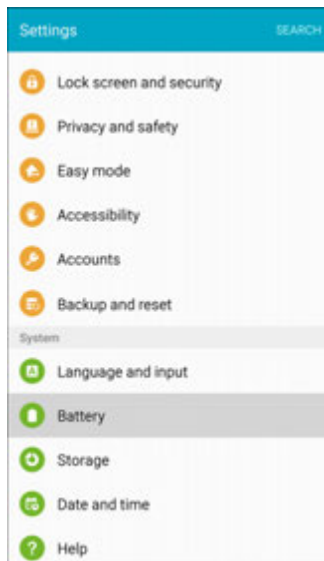 Settings
SEARCH
Lock screen and security
Privacy and safety
Easy mode
Accessibility
Accounts
Backup and reset
System
Language and input
Battery
Storage
Date and time
Help